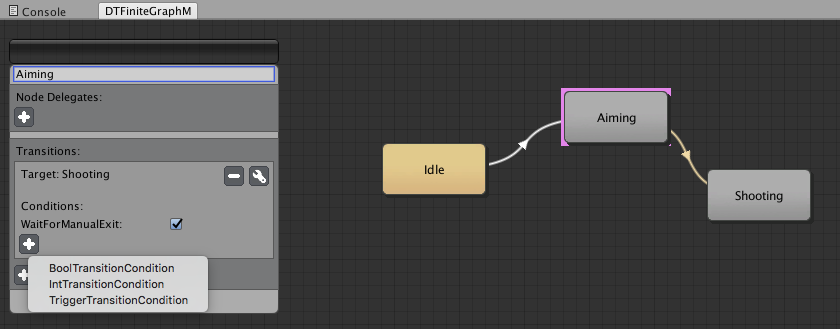 Console
DTFiniteGraphM
Aiming
Node Delegates:
Transitions:
Target: Shooting
Conditions:
WaitForManualExit:
BoolTransitionCondition
IntTransitionCondition
TriggerTransitionCondition
Idle
Aiming
Shooting